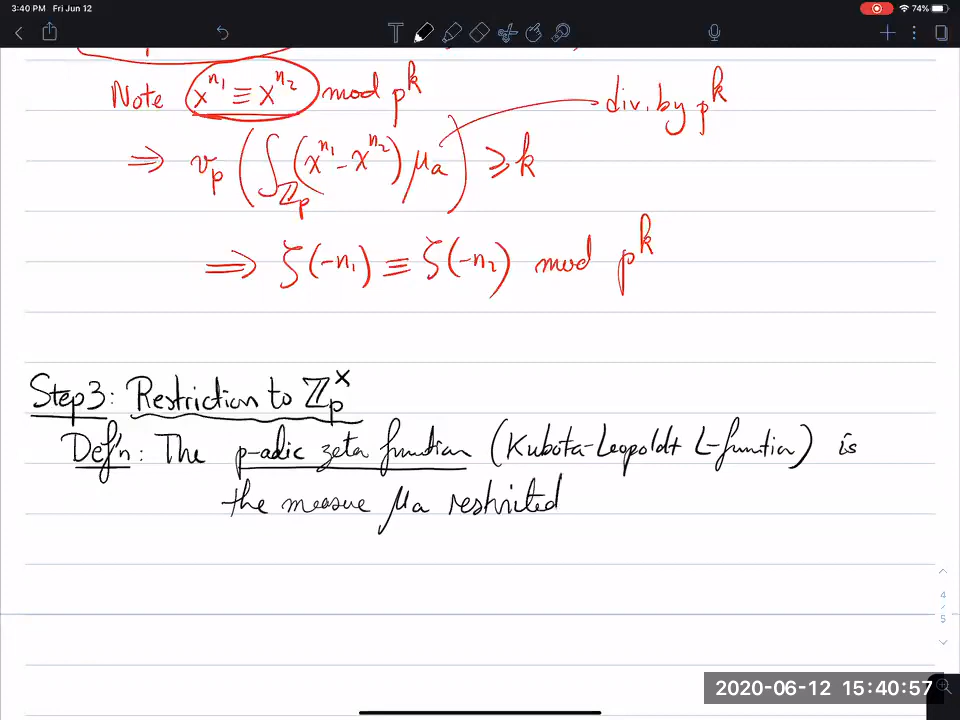 3:40 PM Fri Jun 12
74%
Note x^{n_1} ≡ x^{n_2} mod p^k
div. by p^k
⇒ v_p ( ∫_{ℤ_p} (x^{n_1} - x^{n_2}) μ_a ) ≥ k
⇒ ζ(-n_1) ≡ ζ(-n_2) mod p^k
Step 3: Restriction to ℤ_p^×
Def'n: The p-adic zeta function (Kubota-Leopoldt L-function) is
the measure μ_a restricted
4
/
5
2020-06-12 15:40:57